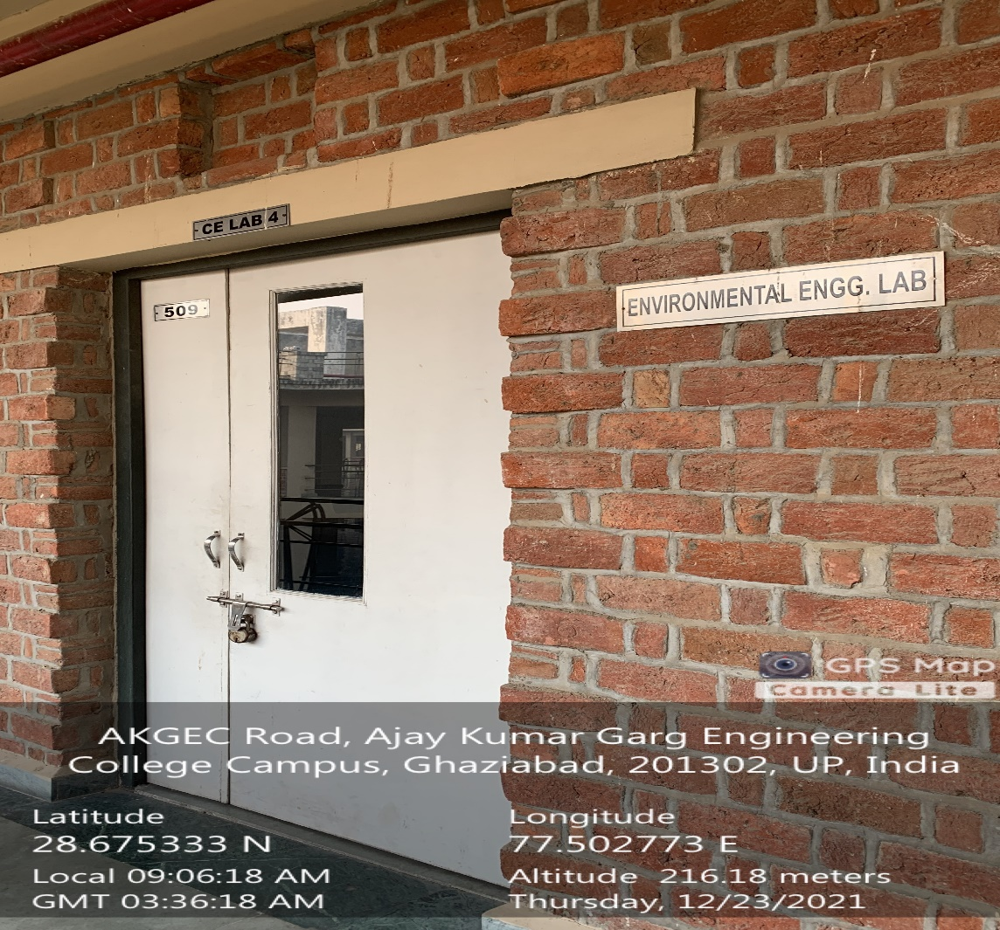 CE LAB 4
509
ENVIRONMENTAL ENGG. LAB
GPS Map
Camera Lite
AKGEC Road, Ajay Kumar Garg Engineering
College Campus, Ghaziabad, 201302, UP, India
Latitude
28.675333 N
Longitude
77.502773 E
Local 09:06:18 AM
Altitude 216.18 meters
GMT 03:36:18 AM
Thursday, 12/23/2021